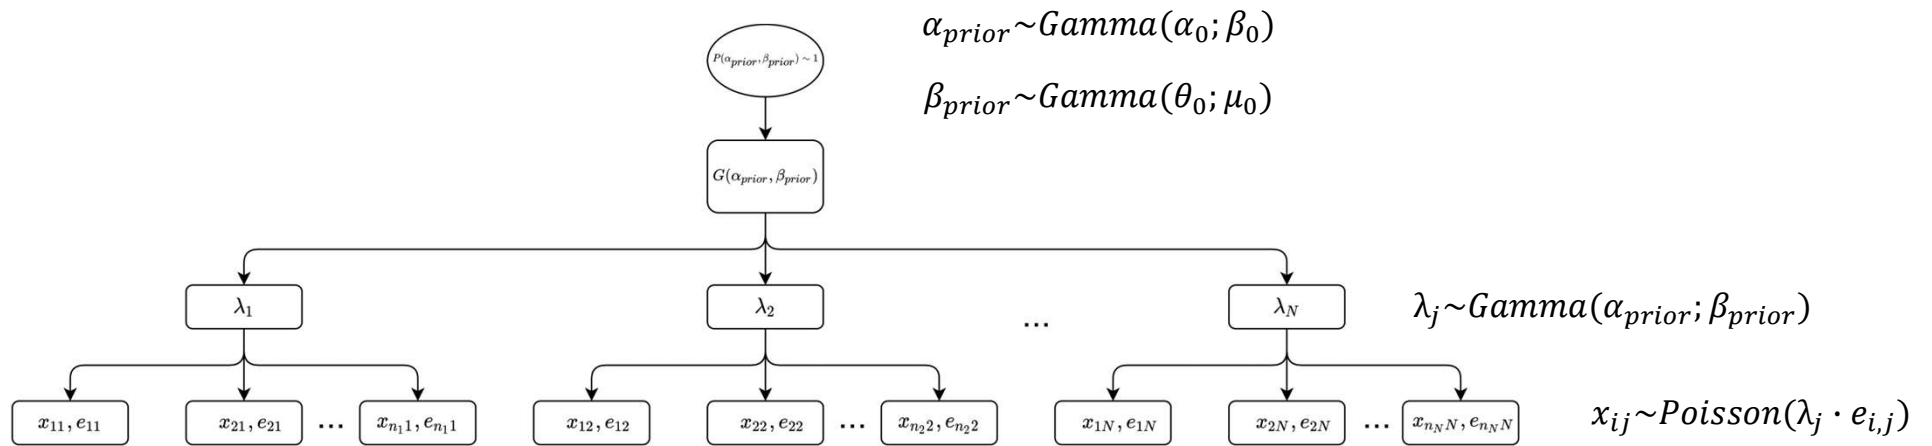 α_prior~Gamma(α_0; β_0)
P(α_prior, β_prior) ~ 1
β_prior~Gamma(θ_0; μ_0)
G(α_prior, β_prior)
λ_1
λ_2
...
λ_N
λ_j~Gamma(α_prior; β_prior)
x_11, e_11
x_21, e_21
...
x_{n_1 1}, e_{n_1 1}
x_12, e_12
x_22, e_22
...
x_{n_2 2}, e_{n_2 2}
x_1N, e_1N
x_2N, e_2N
...
x_{n_N N}, e_{n_N N}
x_ij~Poisson(λ_j · e_{i,j})